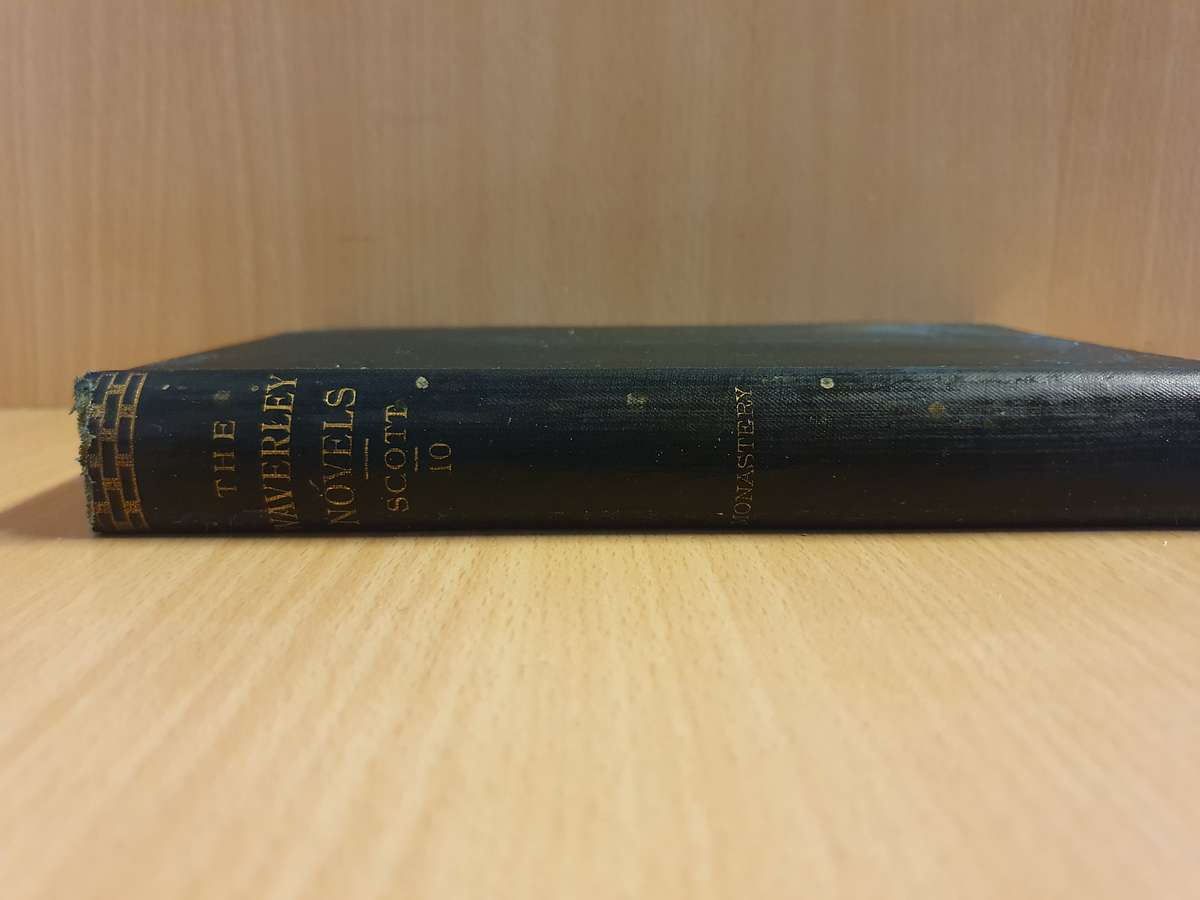 THE
WAVERLEY
NOVELS
SCOTT
10
MONASTERY